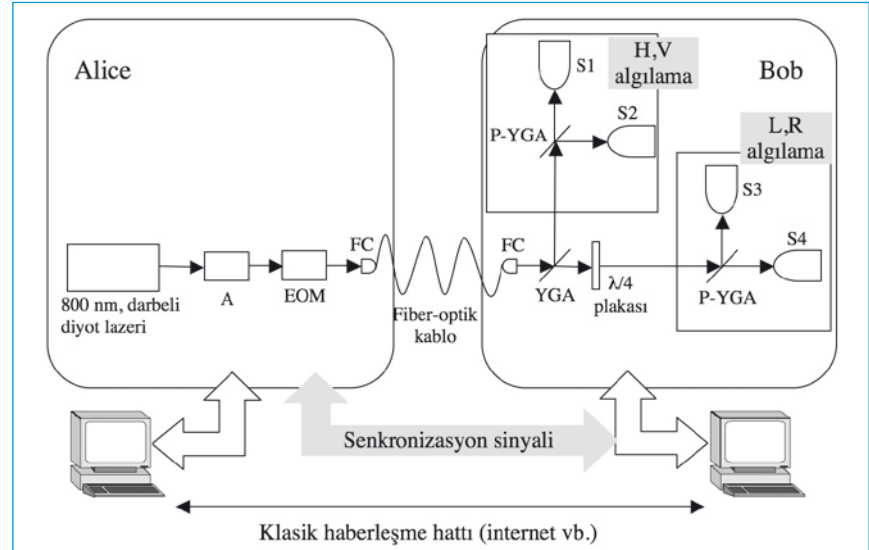 Alice
800 nm, darbeli
diyot lazeri
A
EOM
FC
Fiber-optik
kablo
Bob
H,V
algılama
S1
S2
P-YGA
L,R
algılama
S3
S4
P-YGA
FC
YGA
λ/4
plakası
Senkronizasyon sinyali
Klasik haberleşme hattı (internet vb.)